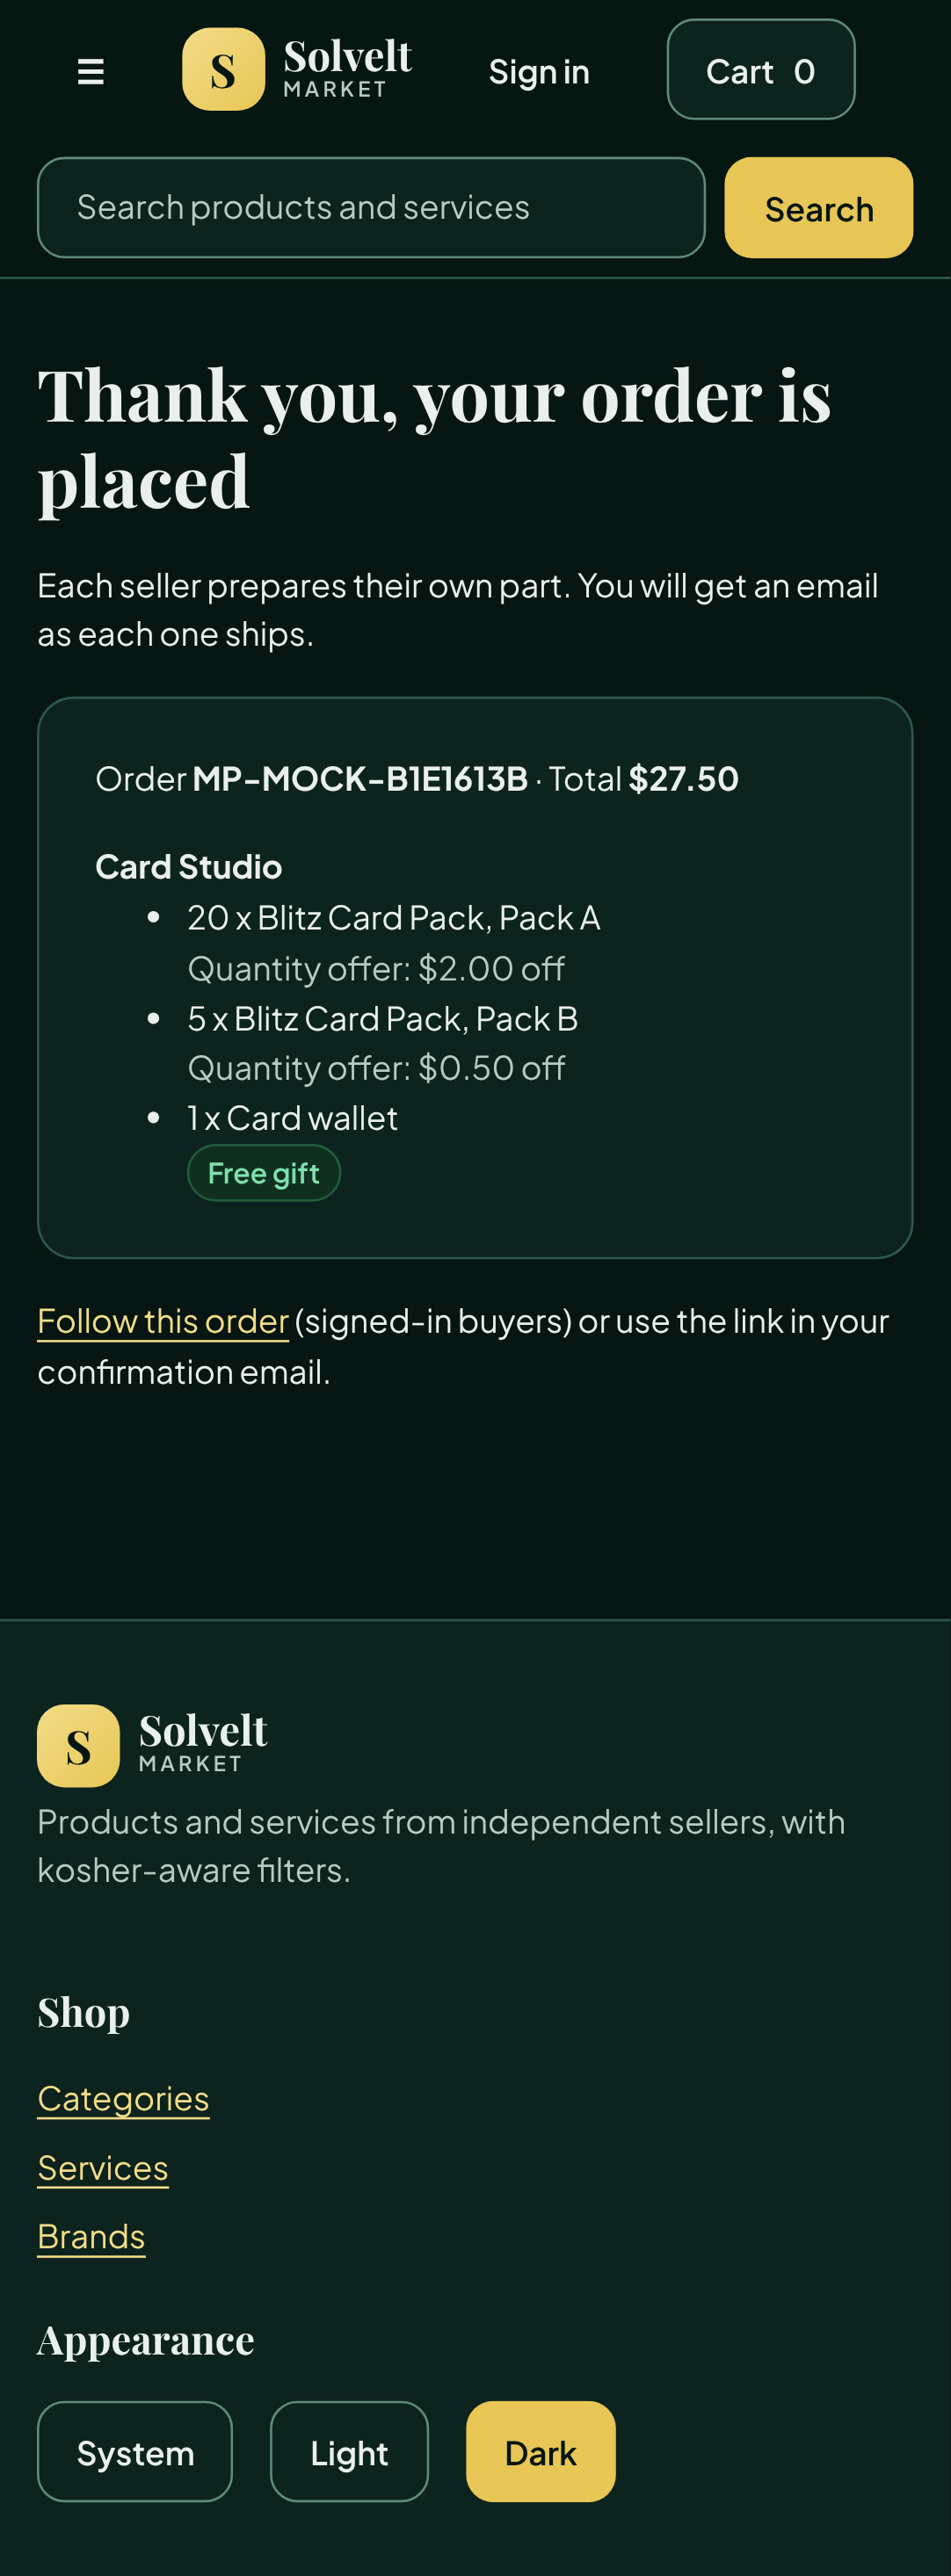 S
Solvelt
MARKET
Sign in
Cart 0
Search products and services
Search
Thank you, your order is
placed
Each seller prepares their own part. You will get an email
as each one ships.
Order MP-MOCK-B1E1613B · Total $27.50
Card Studio
• 20 x Blitz Card Pack, Pack A
Quantity offer: $2.00 off
• 5 x Blitz Card Pack, Pack B
Quantity offer: $0.50 off
• 1 x Card wallet
Free gift
Follow this order (signed-in buyers) or use the link in your
confirmation email.
S
Solvelt
MARKET
Products and services from independent sellers, with
kosher-aware filters.
Shop
Categories
Services
Brands
Appearance
System
Light
Dark